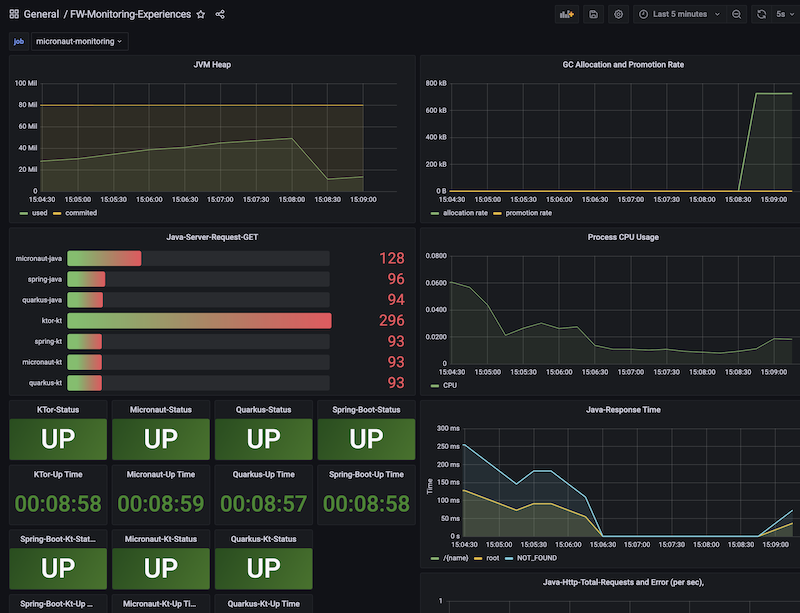 General / FW-Monitoring-Experiences
Last 5 minutes
5s
job
micronaut-monitoring
JVM Heap
100 Mil
80 Mil
60 Mil
40 Mil
20 Mil
0
15:04:30 15:05:00 15:05:30 15:06:00 15:06:30 15:07:00 15:07:30 15:08:00 15:08:30 15:09:00
used commited
GC Allocation and Promotion Rate
800 kB
600 kB
400 kB
200 kB
0 B
15:04:30 15:05:00 15:05:30 15:06:00 15:06:30 15:07:00 15:07:30 15:08:00 15:08:30 15:09:00
allocation rate promotion rate
Java-Server-Request-GET
micronaut-java 128
spring-java 96
quarkus-java 94
ktor-kt 296
spring-kt 93
micronaut-kt 93
quarkus-kt 93
Process CPU Usage
0.0800
0.0600
0.0400
0.0200
0
15:04:30 15:05:00 15:05:30 15:06:00 15:06:30 15:07:00 15:07:30 15:08:00 15:08:30 15:09:00
CPU
KTor-Status Micronaut-Status Quarkus-Status Spring-Boot-Status
UP UP UP UP
KTor-Up Time Micronaut-Up Time Quarkus-Up Time Spring-Boot-Up Time
00:08:58 00:08:59 00:08:57 00:08:58
Spring-Boot-Kt-Stat... Micronaut-Kt-Status Quarkus-Kt-Status
UP UP UP
Spring-Boot-Kt-Up ... Micronaut-Kt-Up Ti... Quarkus-Kt-Up Time
Java-Response Time
Time
300 ms
250 ms
200 ms
150 ms
100 ms
50 ms
0 s
15:04:30 15:05:00 15:05:30 15:06:00 15:06:30 15:07:00 15:07:30 15:08:00 15:08:30 15:09:00
/{name} root NOT_FOUND
Java-Http-Total-Requests and Error (per sec),
1